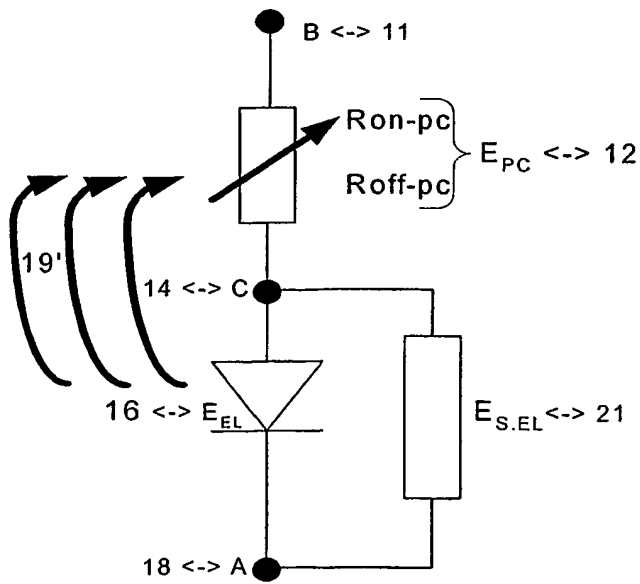 B <-> 11
Ron-pc
E_PC <-> 12
Roff-pc
19'
14 <-> C
16 <-> E_EL
E_S.EL <-> 21
18 <-> A